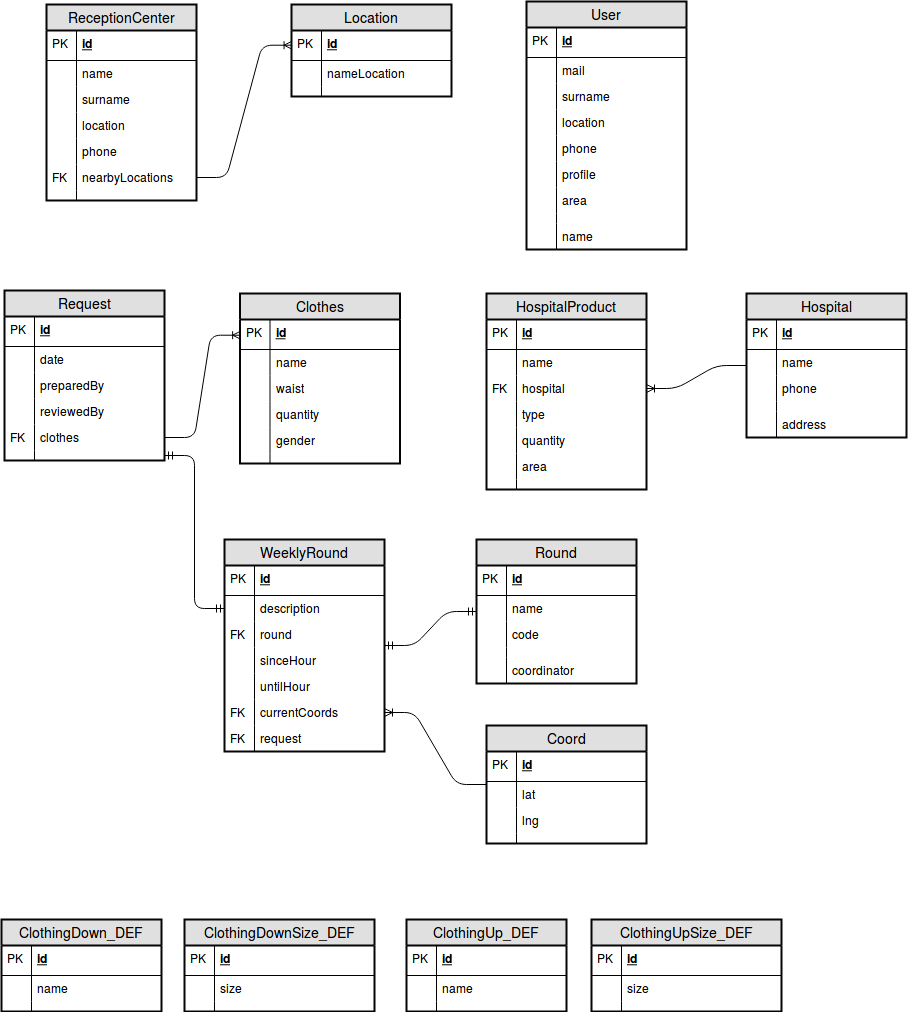 ReceptionCenter
PK id
name
surname
location
phone
FK nearbyLocations
Location
PK id
nameLocation
User
PK id
mail
surname
location
phone
profile
area
name
Request
PK id
date
preparedBy
reviewedBy
FK clothes
Clothes
PK id
name
waist
quantity
gender
HospitalProduct
PK id
name
FK hospital
type
quantity
area
Hospital
PK id
name
phone
address
WeeklyRound
PK id
description
FK round
sinceHour
untilHour
FK currentCoords
FK request
Round
PK id
name
code
coordinator
Coord
PK id
lat
lng
ClothingDown_DEF
PK id
name
ClothingDownSize_DEF
PK id
size
ClothingUp_DEF
PK id
name
ClothingUpSize_DEF
PK id
size